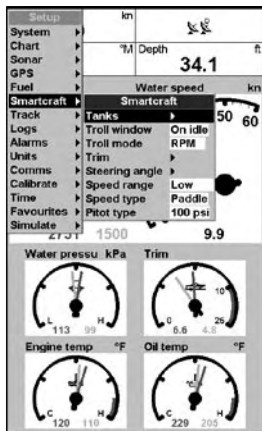 Setup
kn
System
Chart
Sonar
GPS
Fuel
Smartcraft
Track
Logs
Alarms
Units
Comms
Calibrate
Time
Favourites
Simulate
°M Depth ft
34.1
Water speed kn
50 60
Smartcraft
Tanks
Troll window On idle
Troll mode RPM
Trim
Steering angle
Speed range Low
Speed type Paddle
Pitot type 100 psi
2751 1500 9.9
Water pressu kPa
L H
113 99
Trim
0 10 25
6.6 4.8
Engine temp °F
C H
120 110
Oil temp °F
C H
229 205